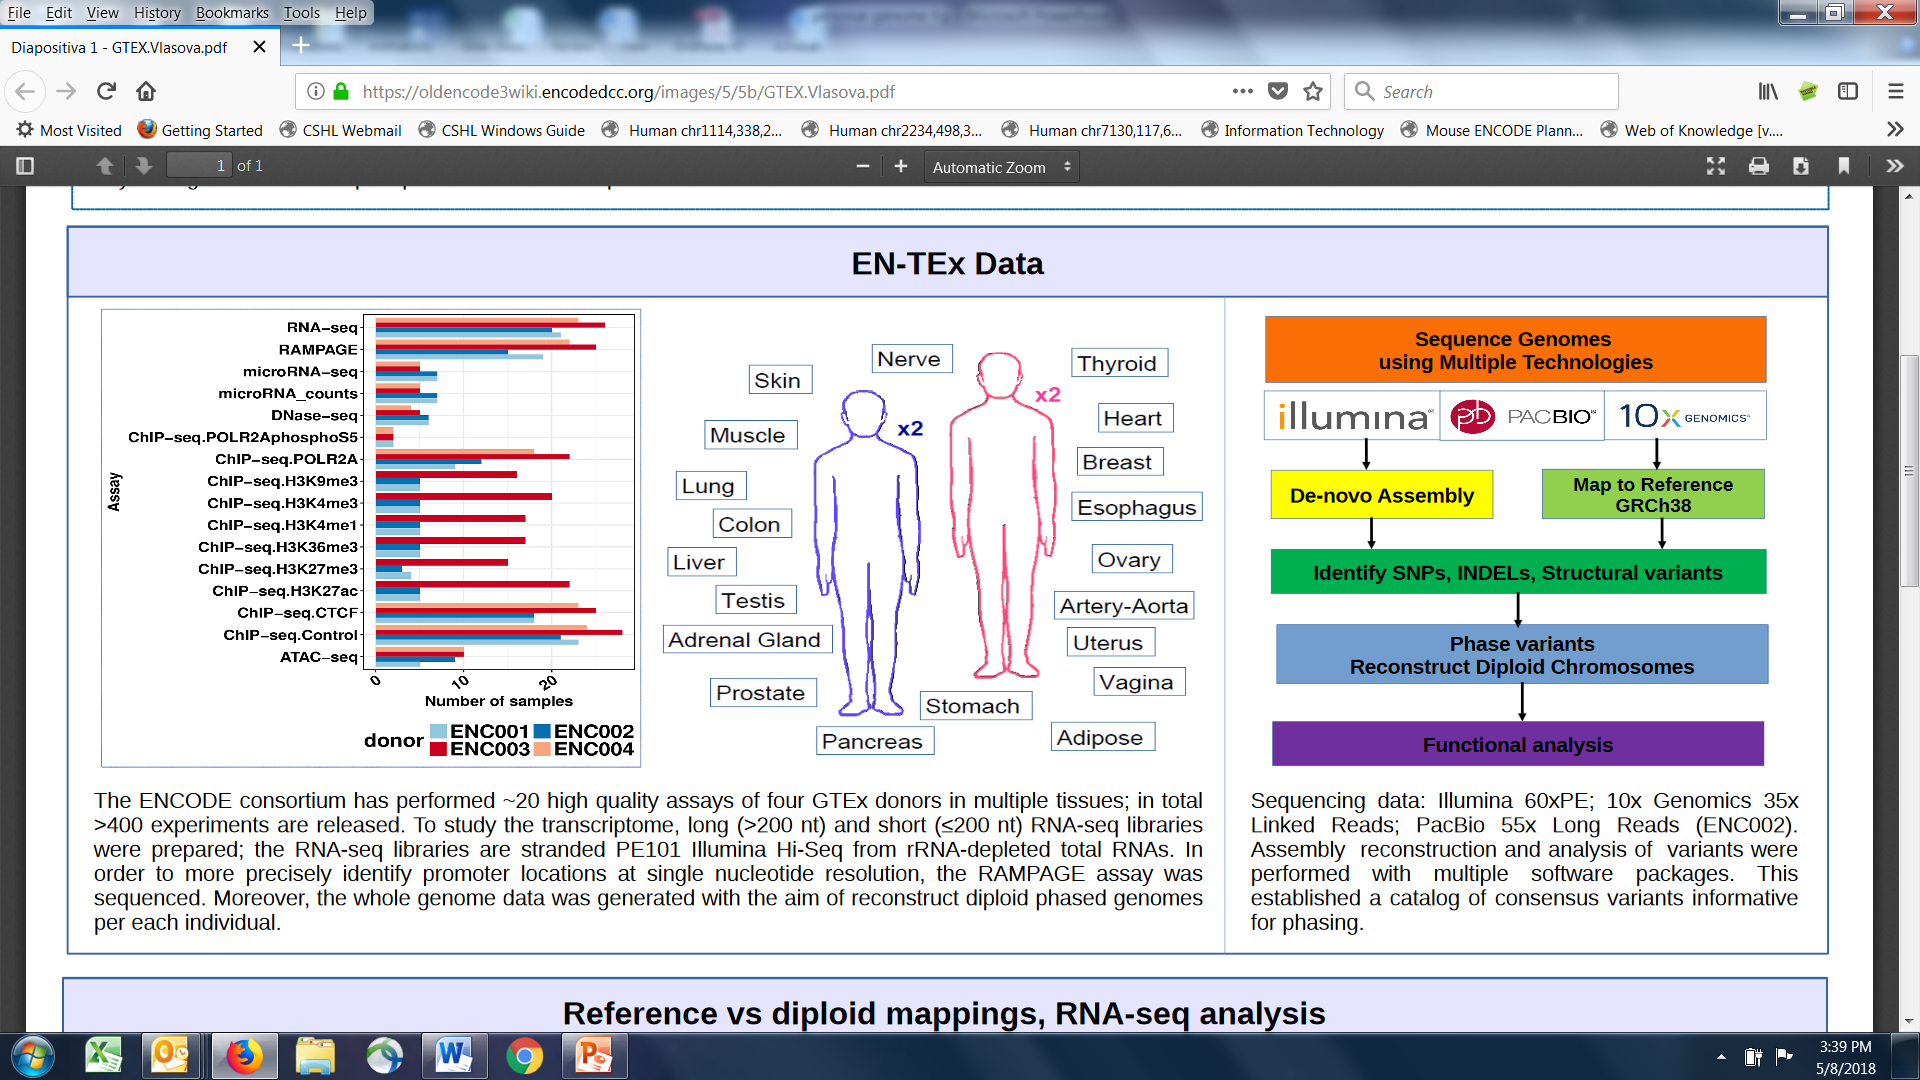 File Edit View History Bookmarks Tools Help
Diapositiva 1 - GTEX.Vlasova.pdf
https://oldencode3wiki.encodedcc.org/images/5/5b/GTEX.Vlasova.pdf
Search
Most Visited Getting Started CSHL Webmail CSHL Windows Guide Human chr1114,338,2... Human chr2234,498,3... Human chr7130,117,6... Information Technology Mouse ENCODE Plann... Web of Knowledge [v....
1 of 1
Automatic Zoom
EN-TEx Data
Assay
RNA-seq
RAMPAGE
microRNA-seq
microRNA_counts
DNase-seq
ChIP-seq.POLR2AphosphoS5
ChIP-seq.POLR2A
ChIP-seq.H3K9me3
ChIP-seq.H3K4me3
ChIP-seq.H3K4me1
ChIP-seq.H3K36me3
ChIP-seq.H3K27me3
ChIP-seq.H3K27ac
ChIP-seq.CTCF
ChIP-seq.Control
ATAC-seq
0 10 20
Number of samples
donor
ENC001 ENC002
ENC003 ENC004
Nerve
Skin
Muscle
Lung
Colon
Liver
Testis
Adrenal Gland
Prostate
Pancreas
x2
x2
Thyroid
Heart
Breast
Esophagus
Ovary
Artery-Aorta
Uterus
Vagina
Stomach
Adipose
Sequence Genomes
using Multiple Technologies
illumina®
PACBIO®
10x GENOMICS®
De-novo Assembly
Map to Reference
GRCh38
Identify SNPs, INDELs, Structural variants
Phase variants
Reconstruct Diploid Chromosomes
Functional analysis
The ENCODE consortium has performed ~20 high quality assays of four GTEx donors in multiple tissues; in total
>400 experiments are released. To study the transcriptome, long (>200 nt) and short (≤200 nt) RNA-seq libraries
were prepared; the RNA-seq libraries are stranded PE101 Illumina Hi-Seq from rRNA-depleted total RNAs. In
order to more precisely identify promoter locations at single nucleotide resolution, the RAMPAGE assay was
sequenced. Moreover, the whole genome data was generated with the aim of reconstruct diploid phased genomes
per each individual.
Sequencing data: Illumina 60xPE; 10x Genomics 35x
Linked Reads; PacBio 55x Long Reads (ENC002).
Assembly reconstruction and analysis of variants were
performed with multiple software packages. This
established a catalog of consensus variants informative
for phasing.
Reference vs diploid mappings, RNA-seq analysis
3:39 PM
5/8/2018